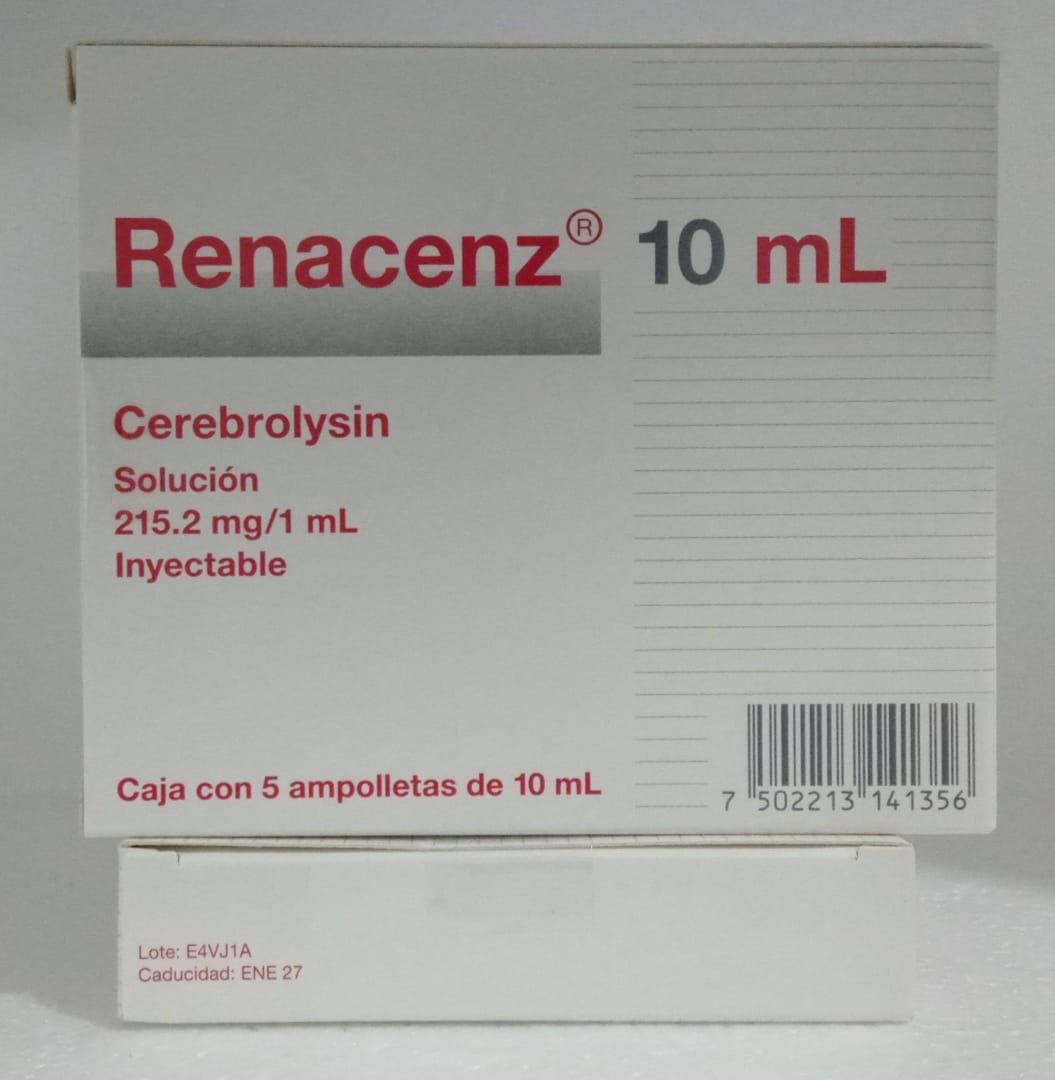 Renacenz® 10 mL
Cerebrolysin
Solución
215.2 mg/1 mL
Inyectable
Caja con 5 ampolletas de 10 mL
7 502213 141356
Lote: E4VJ1A
Caducidad: ENE 27